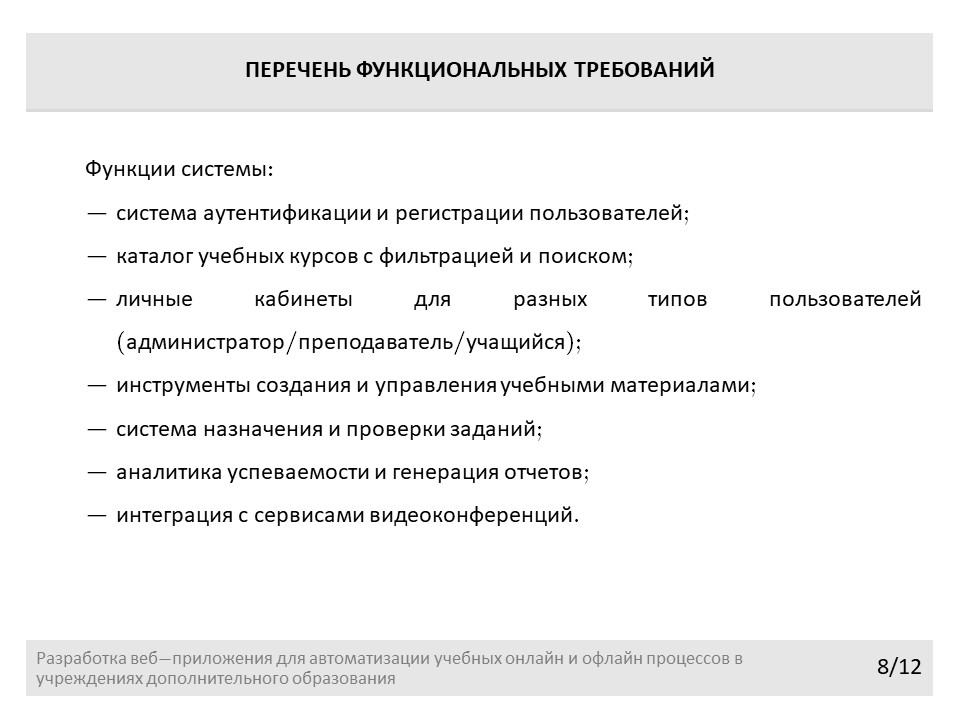 ПЕРЕЧЕНЬ ФУНКЦИОНАЛЬНЫХ ТРЕБОВАНИЙ
Функции системы:
— система аутентификации и регистрации пользователей;
— каталог учебных курсов с фильтрацией и поиском;
— личные кабинеты для разных типов пользователей
(администратор/преподаватель/учащийся);
— инструменты создания и управления учебными материалами;
— система назначения и проверки заданий;
— аналитика успеваемости и генерация отчетов;
— интеграция с сервисами видеоконференций.
Разработка веб—приложения для автоматизации учебных онлайн и офлайн процессов в
учреждениях дополнительного образования
8/12